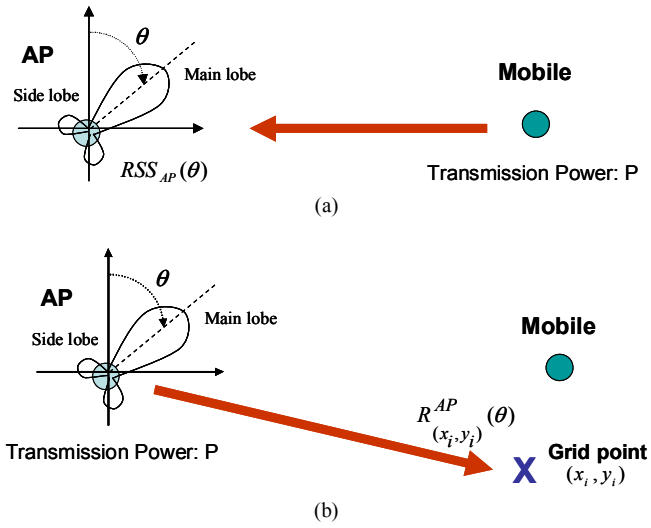 θ
AP
Main lobe
Mobile
Side lobe
RSS_AP(θ)
Transmission Power: P
(a)
θ
AP
Main lobe
Side lobe
Mobile
R^AP_(x_i,y_i)(θ)
Transmission Power: P
X Grid point
(x_i, y_i)
(b)